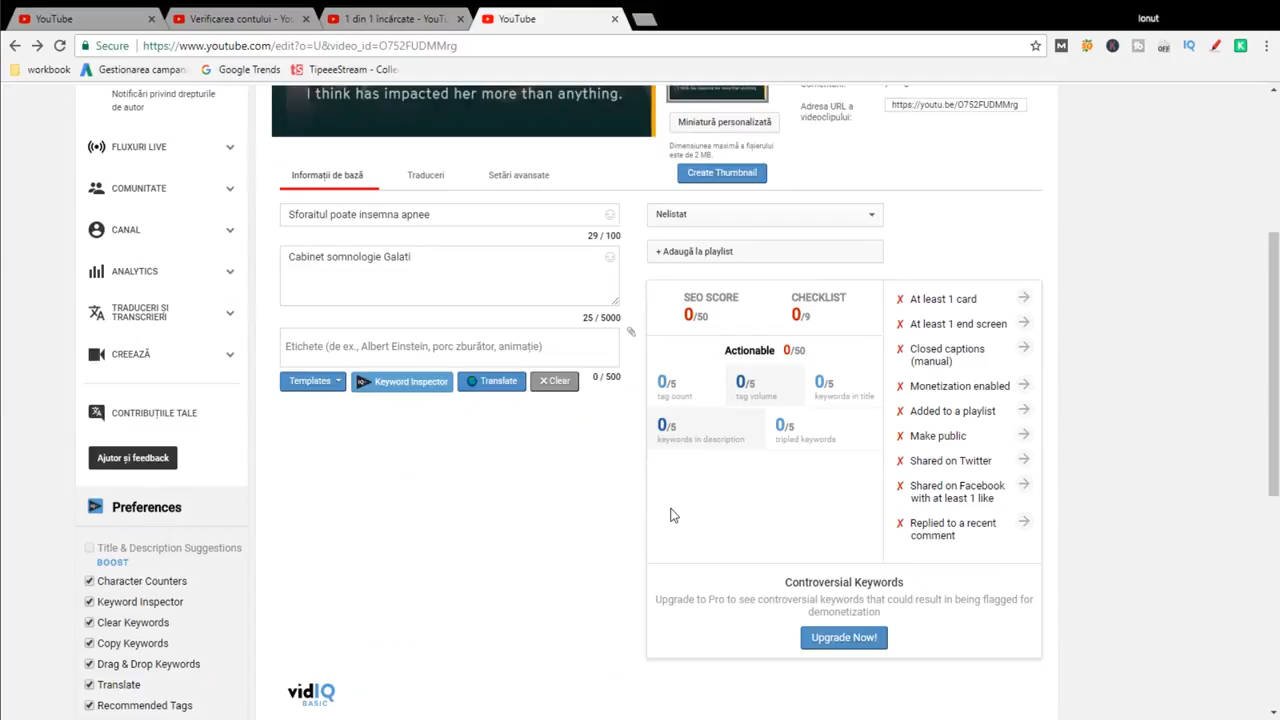 YouTube
Verificarea contului - Yo
1 din 1 încărcate - YouTu
YouTube
Ionut
Secure
https://www.youtube.com/edit?o=U&video_id=O752FUDMMrg
workbook
Gestionarea campan
Google Trends
TipeeeStream - Colle
Notificări privind drepturile
de autor
I think has impacted her more than anything.
Miniatură personalizată
Dimensiunea maximă a fișierului
este de 2 MB.
Create Thumbnail
Adresa URL a
videoclipului:
https://youtu.be/O752FUDMMrg
FLUXURI LIVE
COMUNITATE
CANAL
ANALYTICS
TRADUCERI ȘI
TRANSCRIERI
CREEAZĂ
CONTRIBUȚIILE TALE
Ajutor și feedback
Preferences
Title & Description Suggestions
BOOST
Character Counters
Keyword Inspector
Clear Keywords
Copy Keywords
Drag & Drop Keywords
Translate
Recommended Tags
Informații de bază
Traduceri
Setări avansate
Sforaitul poate insemna apnee
29 / 100
Cabinet somnologie Galati
25 / 5000
Etichete (de ex., Albert Einstein, porc zburător, animație)
0 / 500
Templates
Keyword Inspector
Translate
Clear
Nelistat
+ Adaugă la playlist
SEO SCORE
0/50
CHECKLIST
0/9
Actionable 0/50
0/5
tag count
0/5
tag volume
0/5
keywords in title
0/5
keywords in description
0/5
tripled keywords
✗ At least 1 card
✗ At least 1 end screen
✗ Closed captions
(manual)
✗ Monetization enabled
✗ Added to a playlist
✗ Make public
✗ Shared on Twitter
✗ Shared on Facebook
with at least 1 like
✗ Replied to a recent
comment
Controversial Keywords
Upgrade to Pro to see controversial keywords that could result in being flagged for
demonetization
Upgrade Now!
vidIQ
BASIC